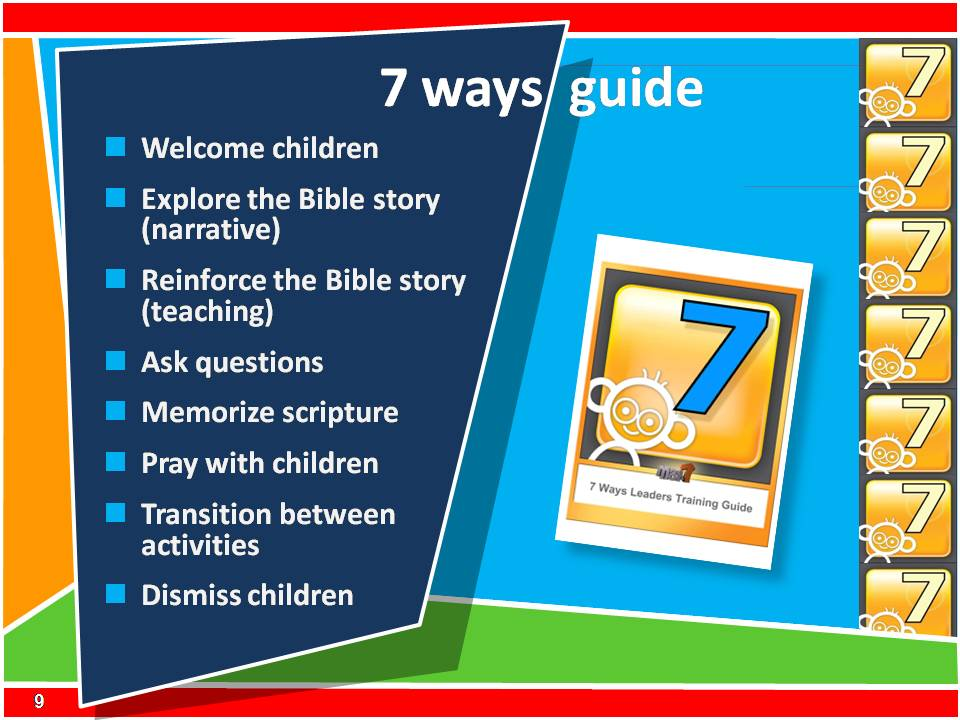 7 ways guide
Welcome children
Explore the Bible story
(narrative)
Reinforce the Bible story
(teaching)
Ask questions
Memorize scripture
Pray with children
Transition between
activities
Dismiss children
7
7 Ways Leaders Training Guide
7
7
7
7
7
7
7
9